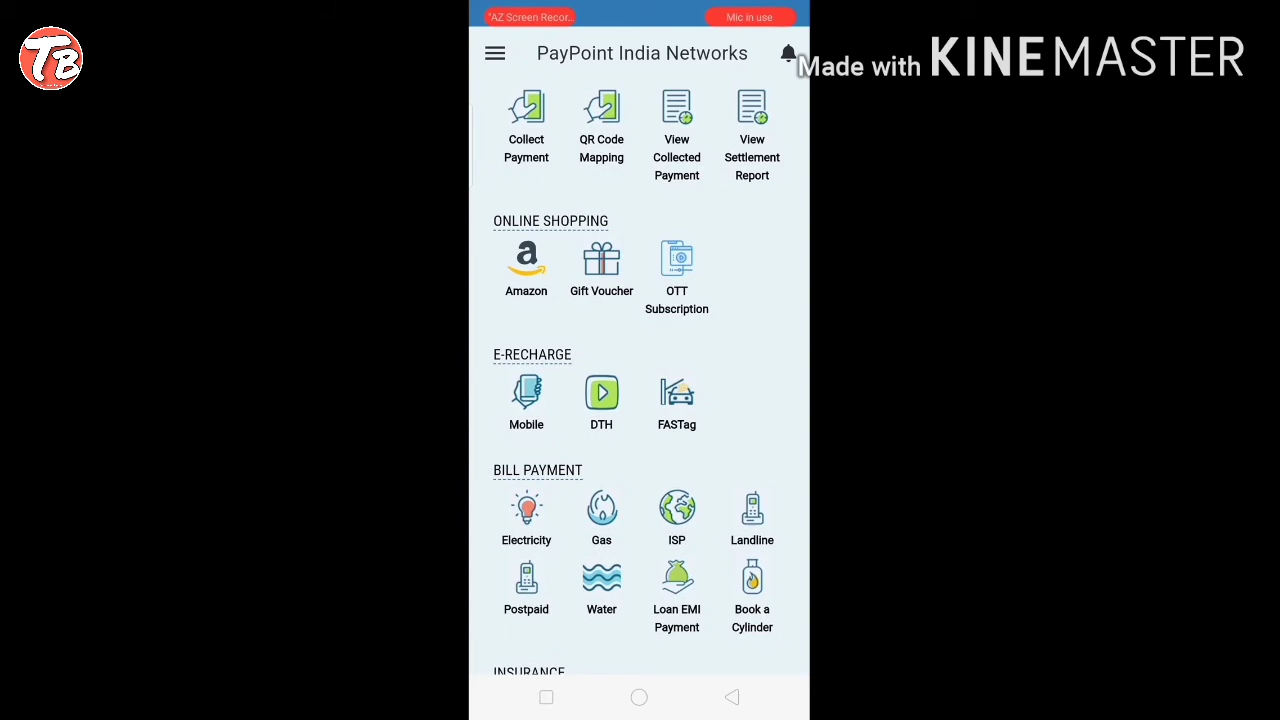 "AZ Screen Recor...
Mic in use
TB
PayPoint India Networks
Made with KINEMASTER
Collect Payment
QR Code Mapping
View Collected Payment
View Settlement Report
ONLINE SHOPPING
a
Amazon
Gift Voucher
OTT Subscription
E-RECHARGE
Mobile
DTH
FASTag
BILL PAYMENT
Electricity
Gas
ISP
Landline
Postpaid
Water
Loan EMI Payment
Book a Cylinder
INSURANCE